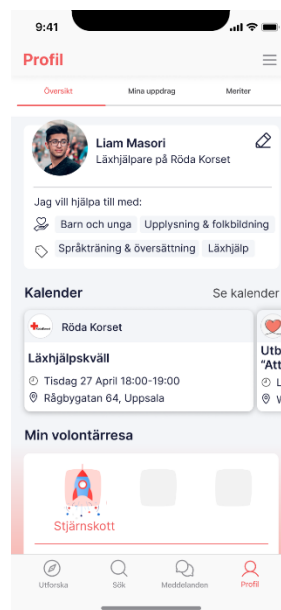 9:41
Profil
Översikt Mina uppdrag Meriter
Liam Masori
Läxhjälpare på Röda Korset
Jag vill hjälpa till med:
Barn och unga Upplysning & folkbildning
Språkträning & översättning Läxhjälp
Kalender Se kalender
Röda Korset
Läxhjälpskväll
Tisdag 27 April 18:00-19:00
Rågbygatan 64, Uppsala
Utb
"Att
L
Min volontärresa
Stjärnskott
Utforska Sök Meddelanden Profil